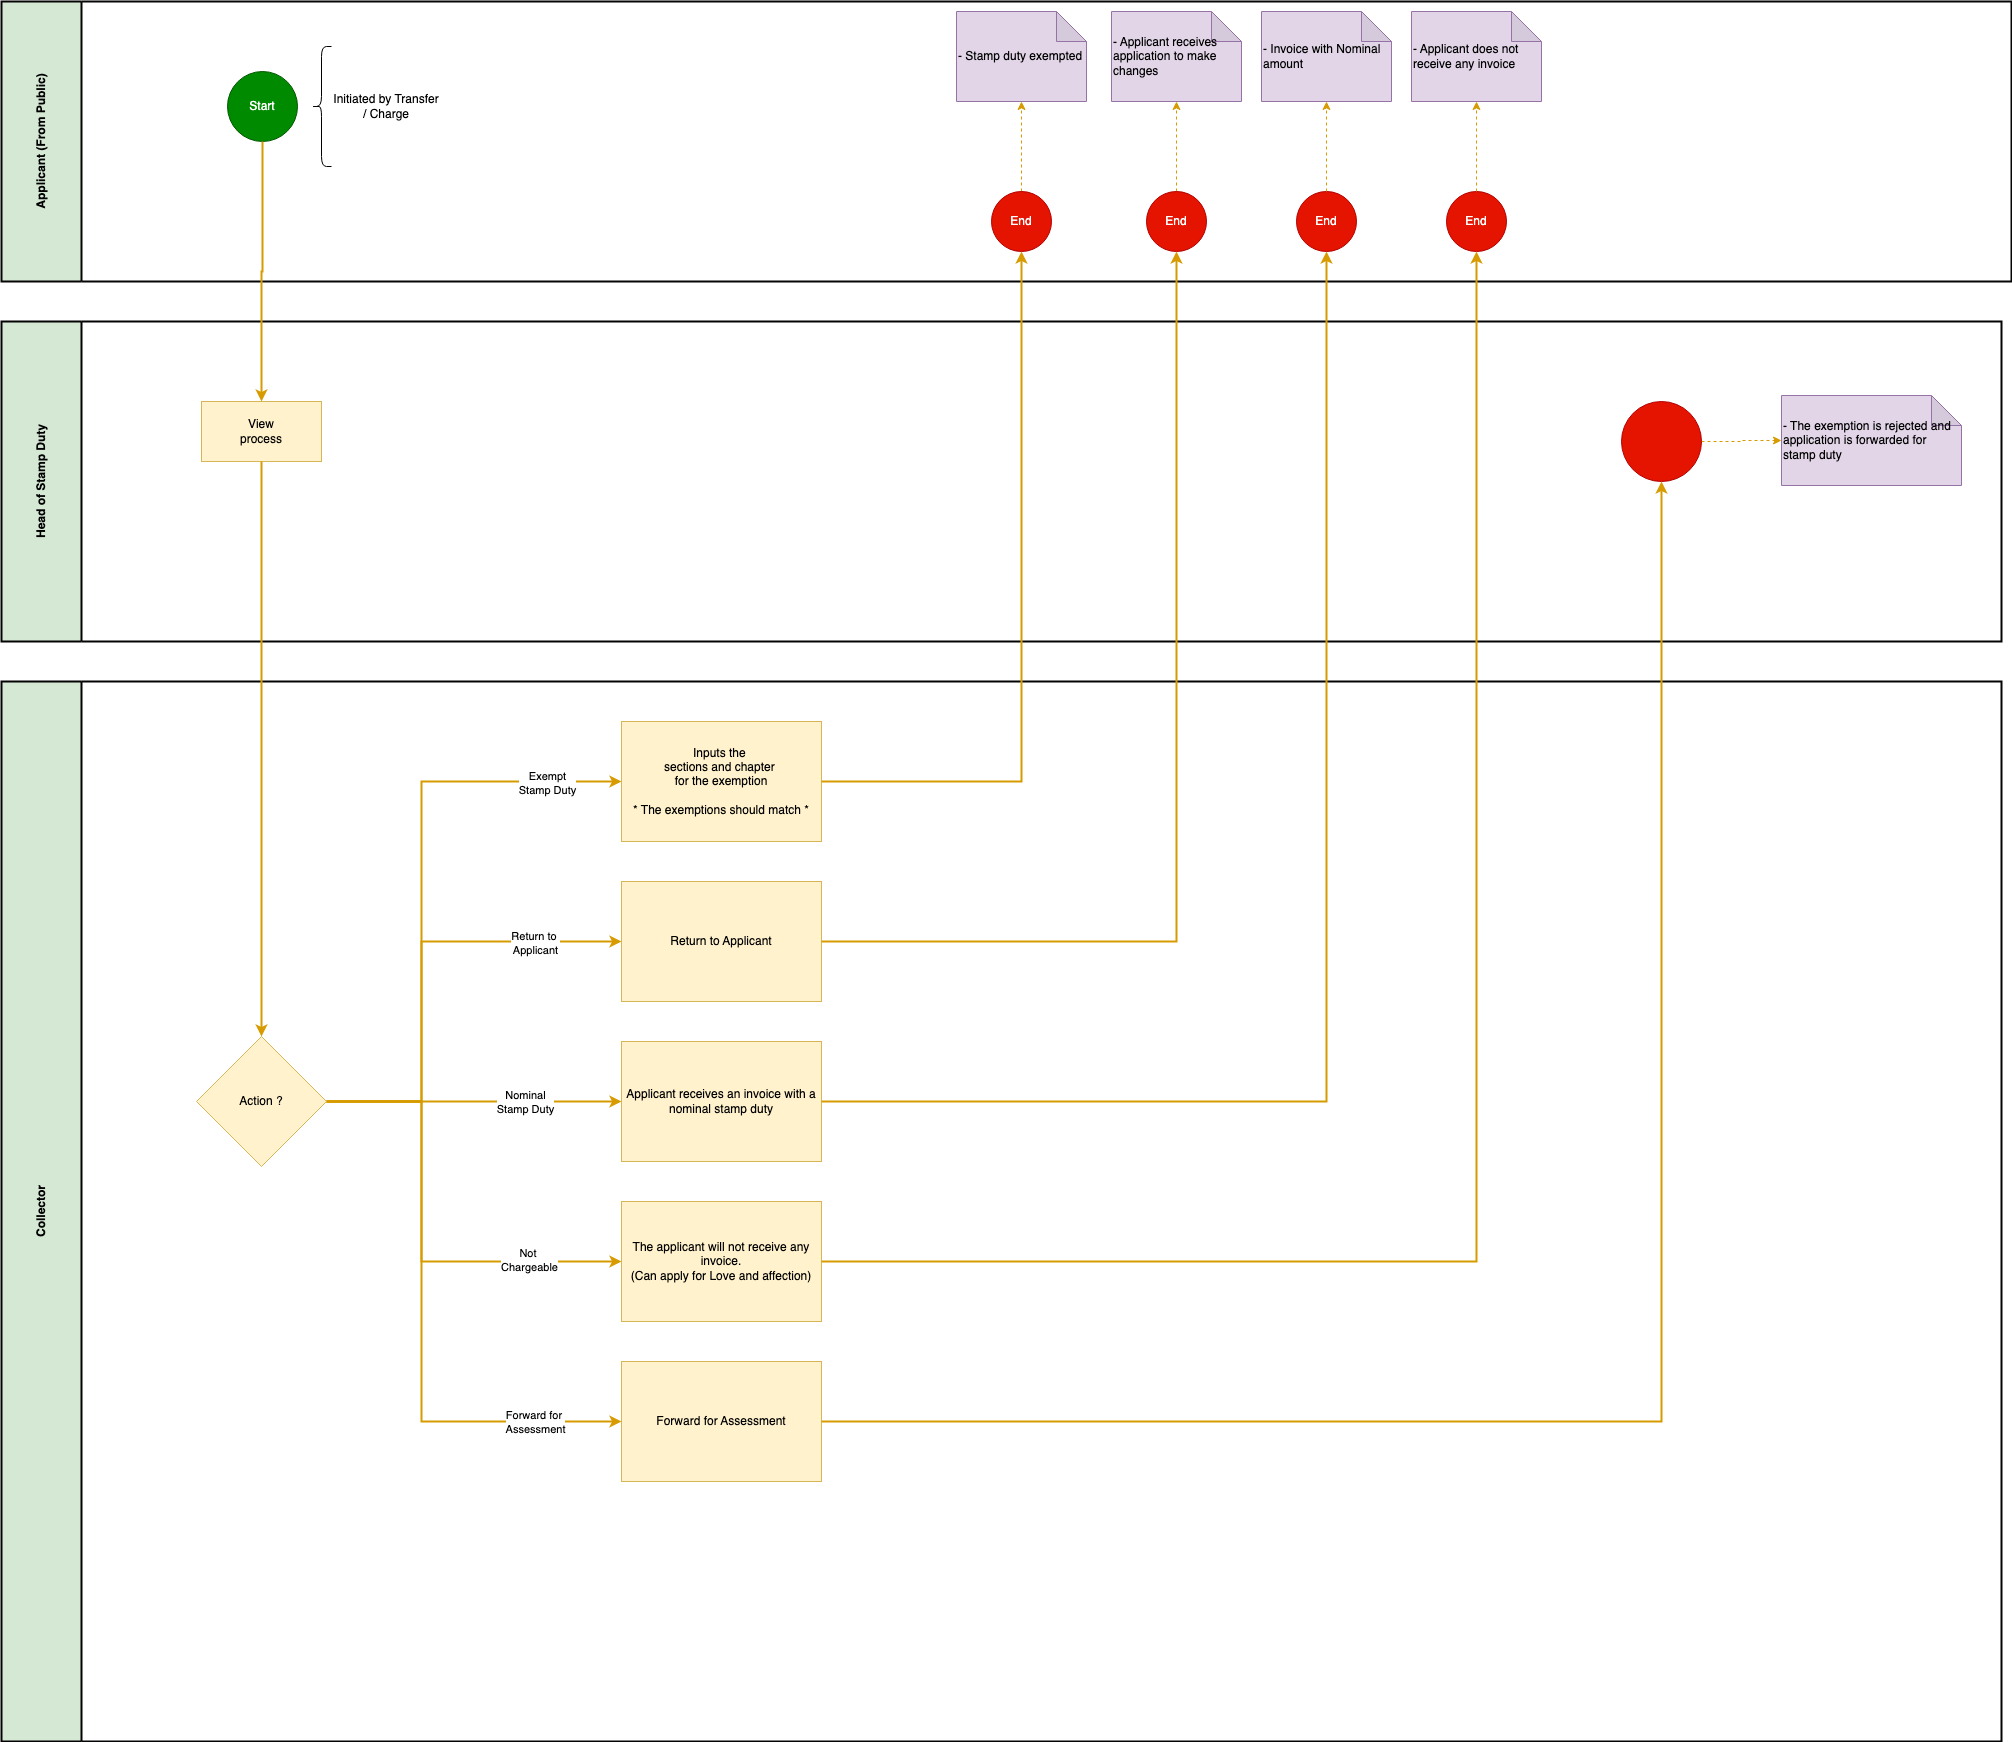 Applicant (From Public)
Start
Initiated by Transfer
/ Charge
- Stamp duty exempted
- Applicant receives
application to make
changes
- Invoice with Nominal
amount
- Applicant does not
receive any invoice
End
End
End
End
Head of Stamp Duty
View
process
- The exemption is rejected and
application is forwarded for
stamp duty
Collector
Action ?
Exempt
Stamp Duty
Inputs the
sections and chapter
for the exemption
* The exemptions should match *
Return to
Applicant
Return to Applicant
Nominal
Stamp Duty
Applicant receives an invoice with a
nominal stamp duty
Not
Chargeable
The applicant will not receive any
invoice.
(Can apply for Love and affection)
Forward for
Assessment
Forward for Assessment